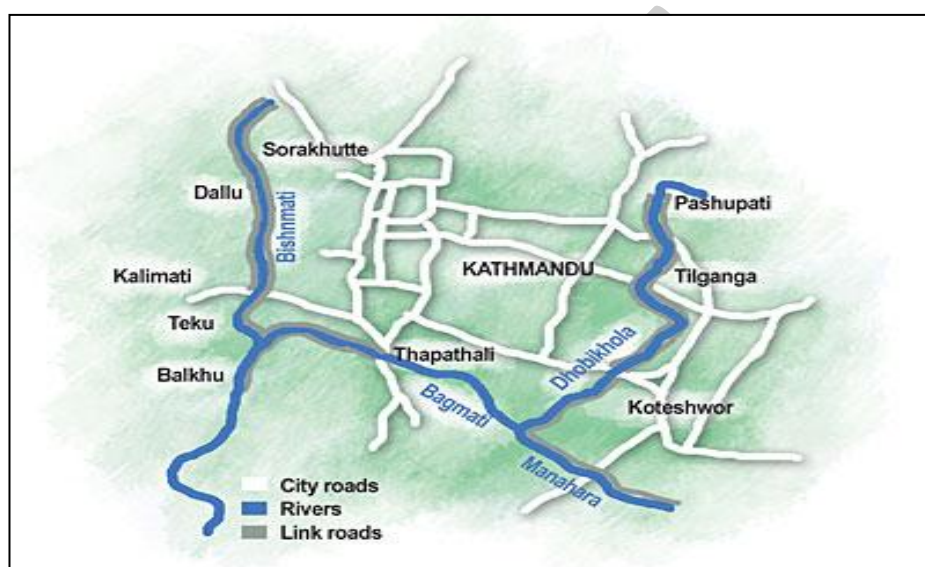 Sorakhutte
Dallu
Bishnmati
Pashupati
KATHMANDU
Tilganga
Kalimati
Teku
Thapathali
Dhobikhola
Balkhu
Bagmati
Koteshwor
Manahara
City roads
Rivers
Link roads